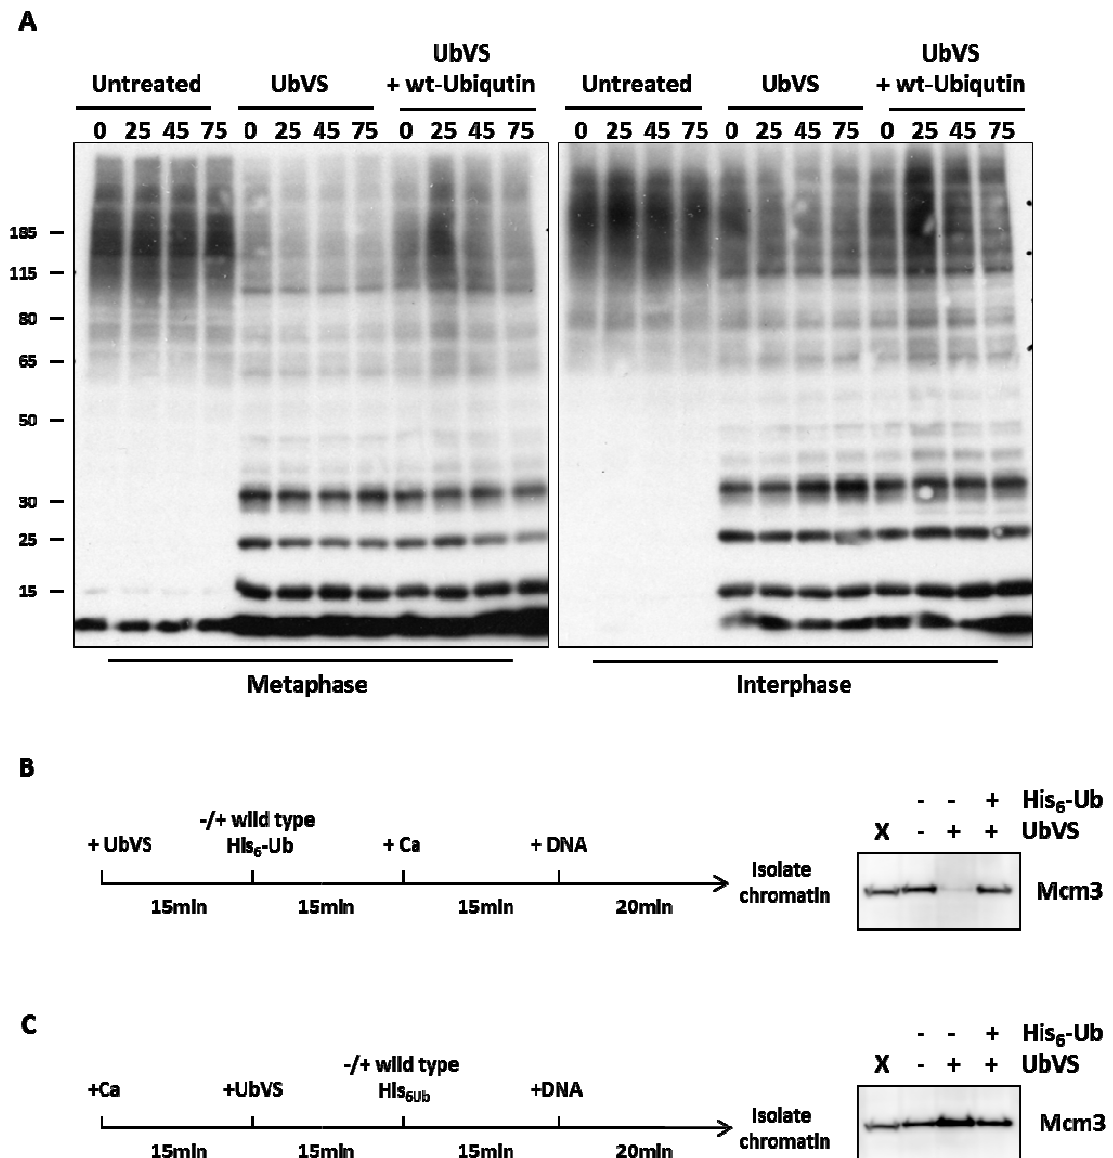 A
Untreated UbVS UbVS
+ wt-Ubiqutin Untreated UbVS UbVS
+ wt-Ubiqutin
0 25 45 75 0 25 45 75 0 25 45 75 0 25 45 75 0 25 45 75 0 25 45 75
185
115
80
65
50
30
25
15
Metaphase Interphase
B
+ UbVS
-/+ wild type
His6-Ub
+ Ca
+ DNA
15min 15min 15min 20min
Isolate
chromatin
- - + His6-Ub
X - + + UbVS
Mcm3
C
+Ca
+UbVS
-/+ wild type
His6Ub
+DNA
15min 15min 15min 20min
Isolate
chromatin
- - + His6-Ub
X - + + UbVS
Mcm3